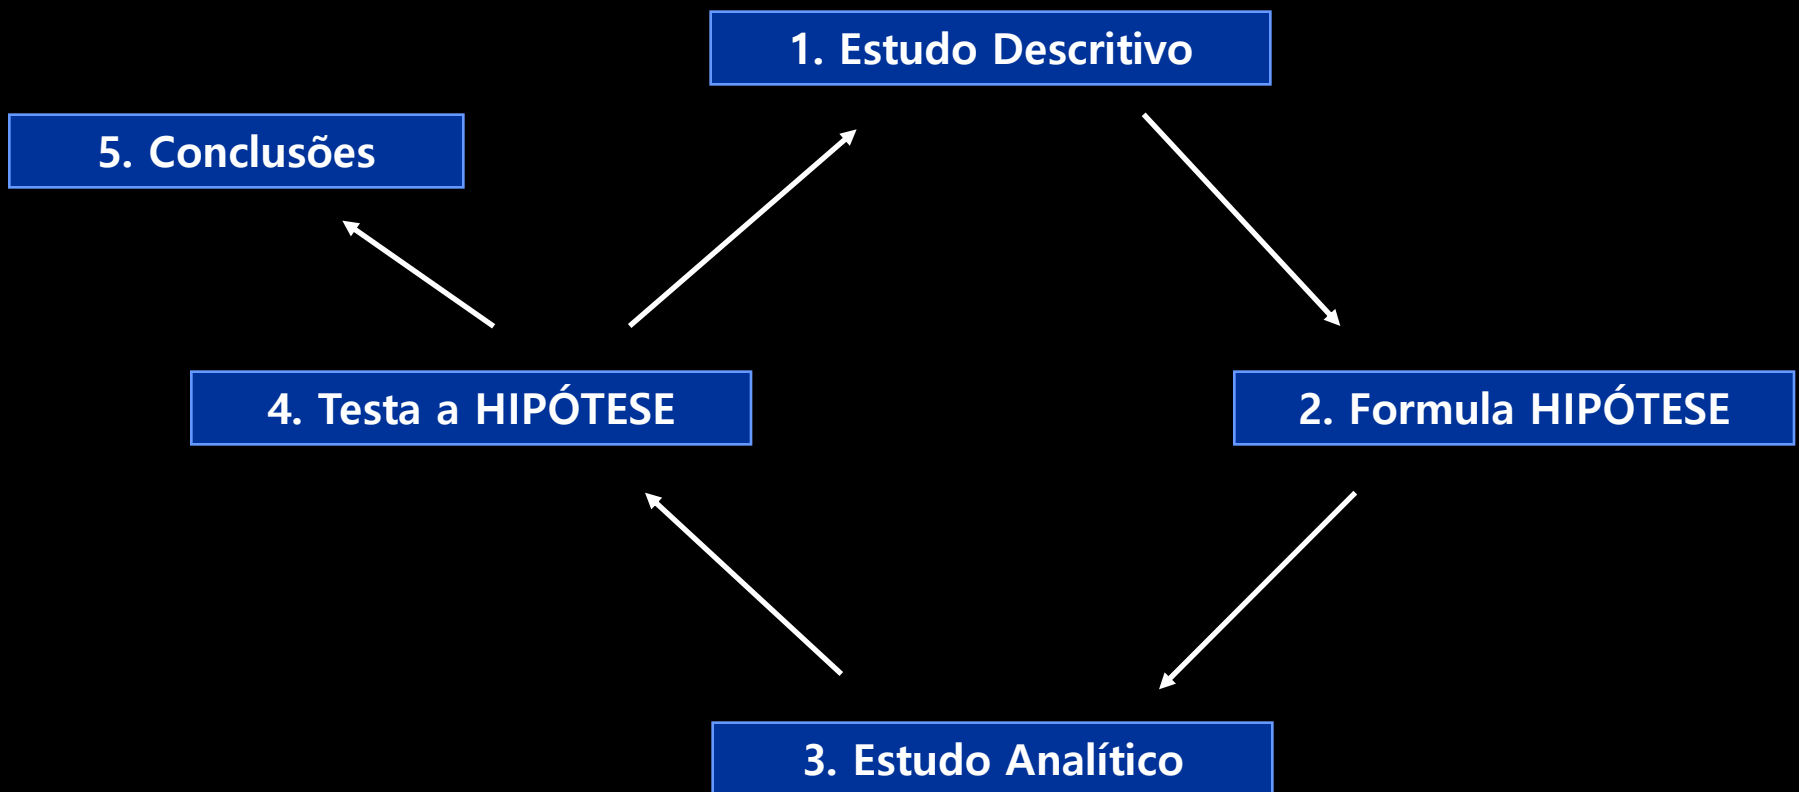 1. Estudo Descritivo
5. Conclusões
4. Testa a HIPÓTESE
2. Formula HIPÓTESE
3. Estudo Analítico